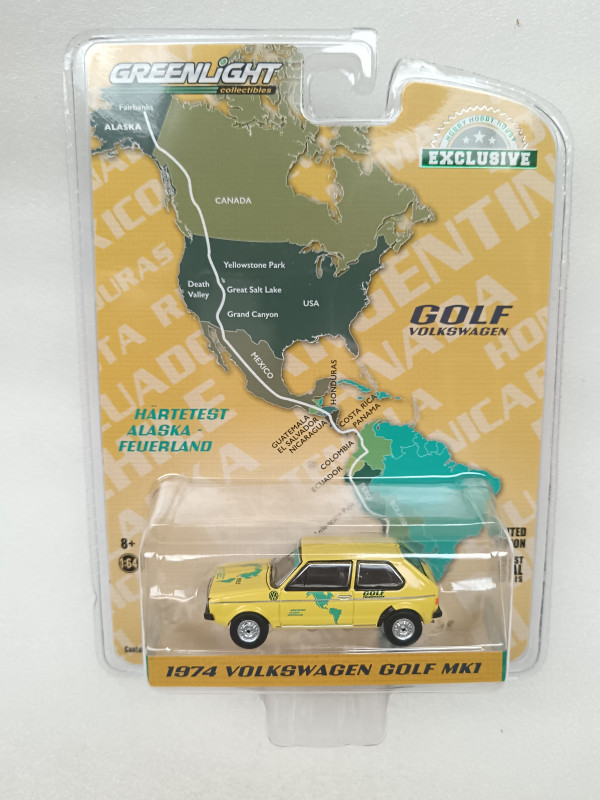 GREENLIGHT
collectibles
Fairbanks
ALASKA
HOBBY
EXCLUSIVE
CANADA
Yellowstone Park
Death
Valley
Great Salt Lake
USA
Grand Canyon
GOLF
VOLKSWAGEN
MEXICO
HONDURAS
COSTA RICA
PANAMA
GUATEMALA
EL SALVADOR
NICARAGUA
COLOMBIA
ECUADOR
HÄRTETEST
ALASKA -
FEUERLAND
8+
1:64
GOLF
1974 VOLKSWAGEN GOLF MK1